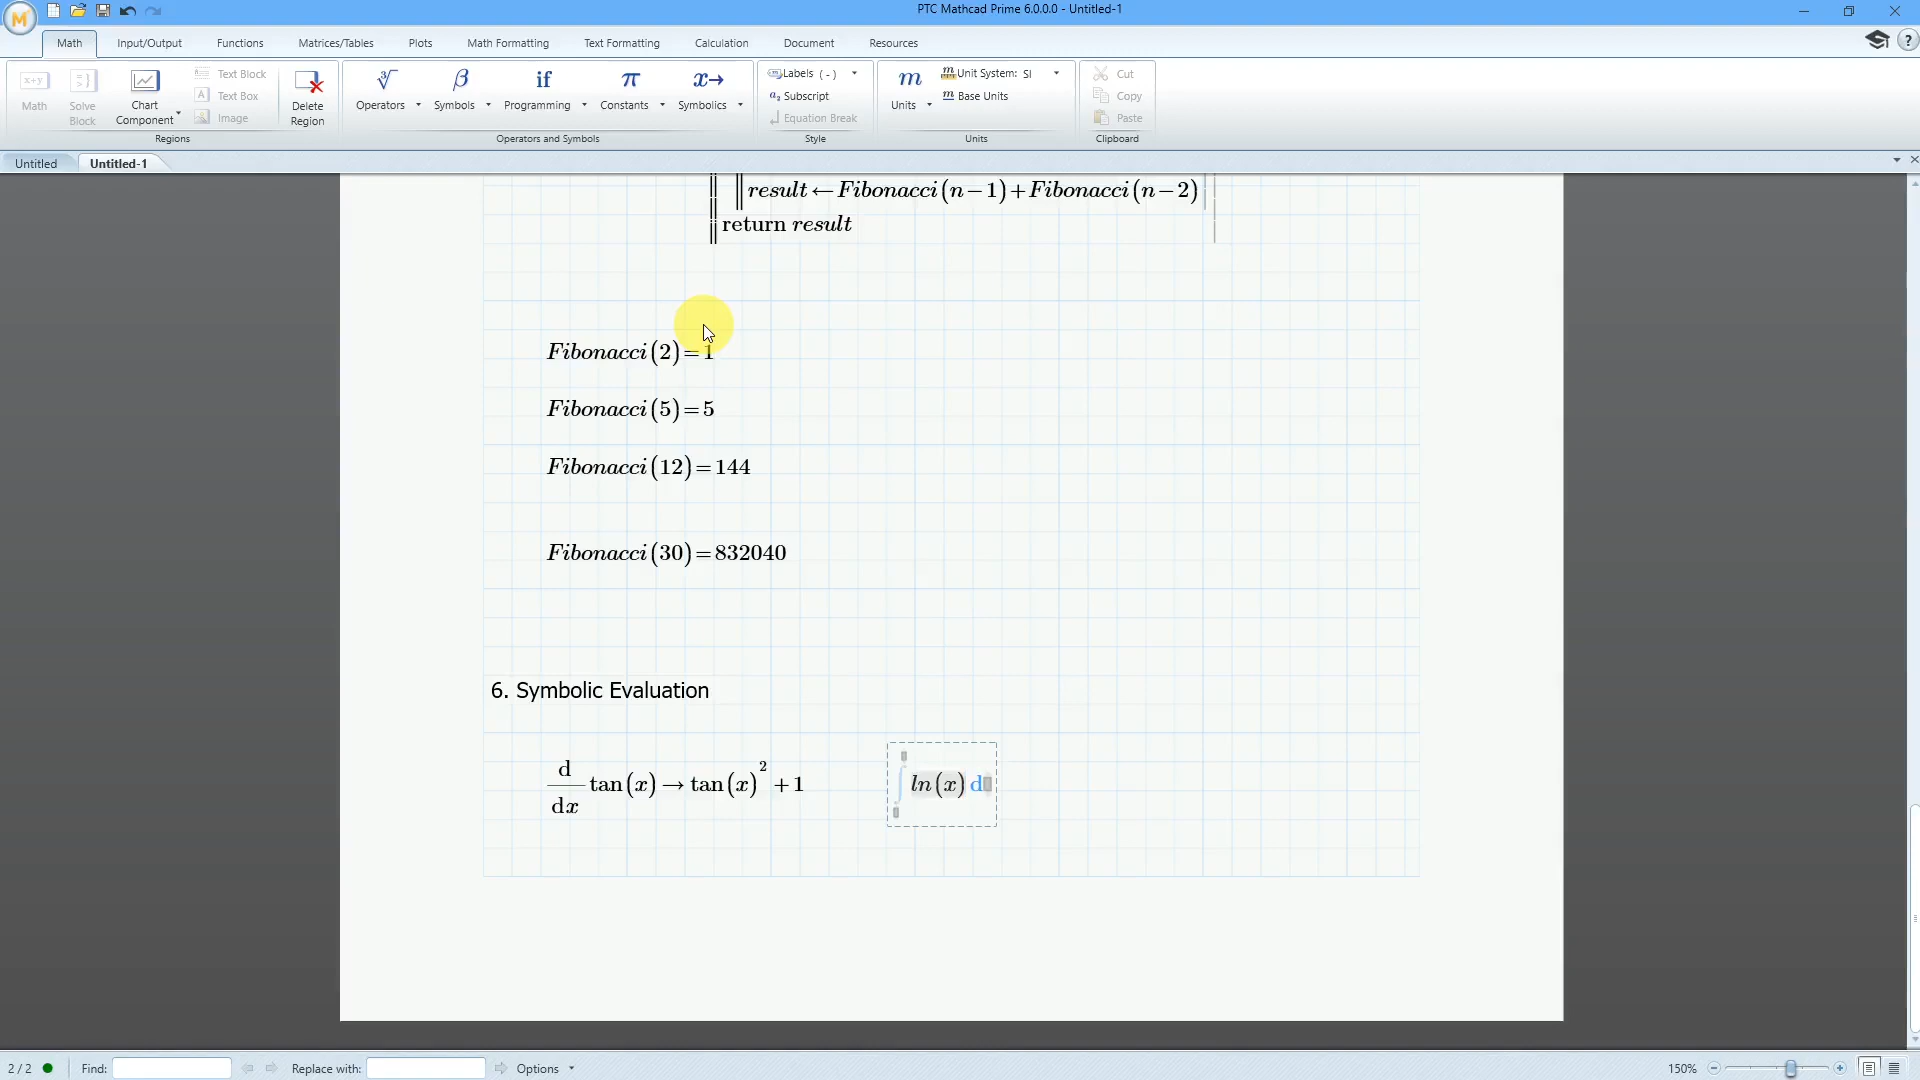 PTC Mathcad Prime 6.0.0.0 - Untitled-1
Math Input/Output Functions Matrices/Tables Plots Math Formatting Text Formatting Calculation Document Resources
Math
Solve Block
Chart Component
Text Block
Text Box
Image
Delete Region
Regions
Operators
Symbols
if Programming
π Constants
x→ Symbolics
Operators and Symbols
Labels ( - )
Subscript
Equation Break
Style
m Units
Unit System: SI
Base Units
Units
Cut
Copy
Paste
Clipboard
Untitled Untitled-1
result←Fibonacci(n−1)+Fibonacci(n−2)
return result
Fibonacci(2)=1
Fibonacci(5)=5
Fibonacci(12)=144
Fibonacci(30)=832040
6. Symbolic Evaluation
d/dx tan(x)→tan(x)²+1 ∫ln(x) d
2/2 Find: Replace with: Options 150%